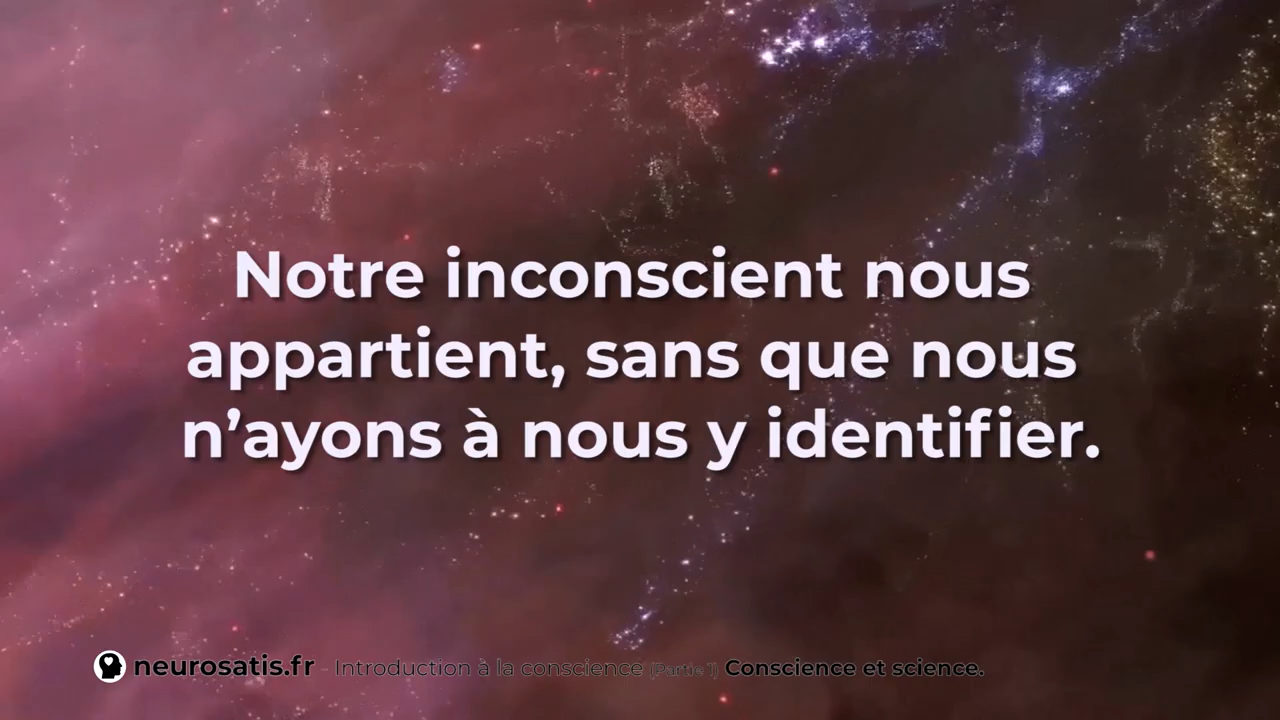 Notre inconscient nous
appartient, sans que nous
n’ayons à nous y identifier.
neurosatis.fr - Introduction à la conscience (Partie 1) Conscience et science.